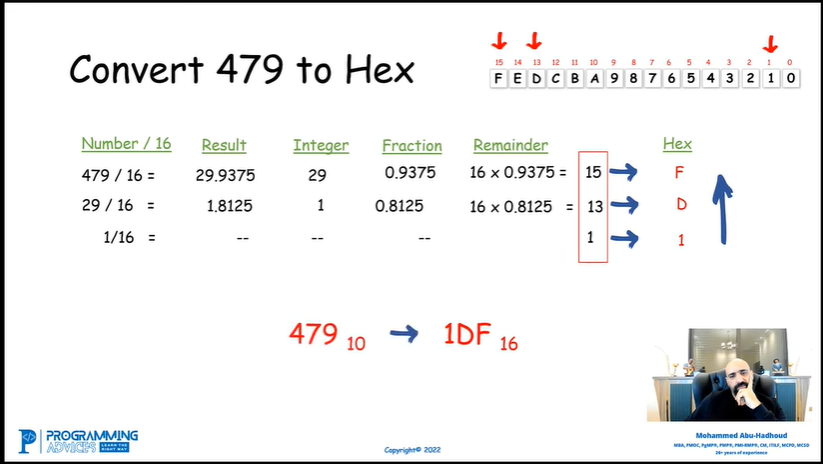 Convert 479 to Hex
15 14 13 12 11 10 9 8 7 6 5 4 3 2 1 0
F E D C B A 9 8 7 6 5 4 3 2 1 0
Number / 16 Result Integer Fraction Remainder Hex
479 / 16 = 29.9375 29 0.9375 16 x 0.9375 = 15 F
29 / 16 = 1.8125 1 0.8125 16 x 0.8125 = 13 D
1/16 = -- -- -- 1 1
479 10 1DF 16
PROGRAMMING
ADVICES LEARN THE RIGHT WAY
Copyright© 2022
Mohammed Abu-Hadhoud
MBA, PMOC, PgMP®, PMP®, PMI-RMP®, CM, ITILF, MCPD, MCSD
26+ years of experience